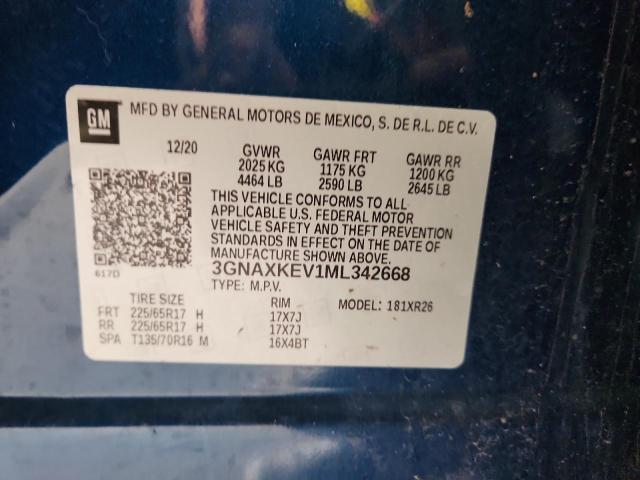 GM
MFD BY GENERAL MOTORS DE MEXICO, S. DE R.L. DE C.V.
12/20 GVWR GAWR FRT GAWR RR
2025 KG 1175 KG 1200 KG
4464 LB 2590 LB 2645 LB
THIS VEHICLE CONFORMS TO ALL
APPLICABLE U.S. FEDERAL MOTOR
VEHICLE SAFETY AND THEFT PREVENTION
STANDARDS IN EFFECT ON THE DATE OF
MANUFACTURE SHOWN ABOVE.
617D 3GNAXKEV1ML342668
TYPE: M.P.V.
TIRE SIZE RIM MODEL: 181XR26
FRT 225/65R17 H 17X7J
RR 225/65R17 H 17X7J
SPA T135/70R16 M 16X4BT